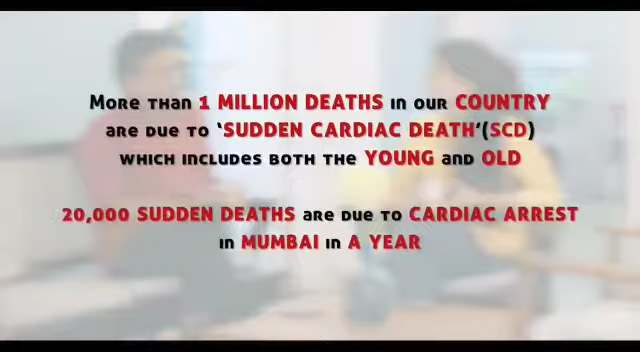 More than 1 MILLION DEATHS in our COUNTRY
are due to 'SUDDEN CARDIAC DEATH'(SCD)
which includes both the YOUNG and OLD
20,000 SUDDEN DEATHS are due to CARDIAC ARREST
in MUMBAI in A YEAR